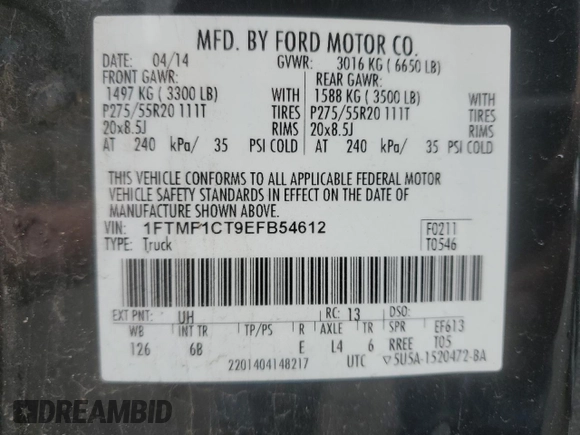 MFD. BY FORD MOTOR CO.
DATE: 04/14 GVWR: 3016 KG ( 6650 LB)
FRONT GAWR: REAR GAWR:
1497 KG ( 3300 LB) WITH 1588 KG ( 3500 LB) WITH
P275/55R20 111T TIRES P275/55R20 111T TIRES
20x8.5J RIMS 20x8.5J RIMS
AT 240 kPa/ 35 PSI COLD AT 240 kPa/ 35 PSI COLD
THIS VEHICLE CONFORMS TO ALL APPLICABLE FEDERAL MOTOR
VEHICLE SAFETY STANDARDS IN EFFECT ON THE DATE OF
MANUFACTURE SHOWN ABOVE.
VIN: 1FTMF1CT9EFB54612 F0211
TYPE: Truck T0546
EXT PNT: UH RC: 13 DSO:
WB INT TR TP/PS R AXLE TR SPR EF613
126 6B E L4 6 RREE T05
2201404148217 UTC ▽5U5A-1520472-BA
DREAMBID